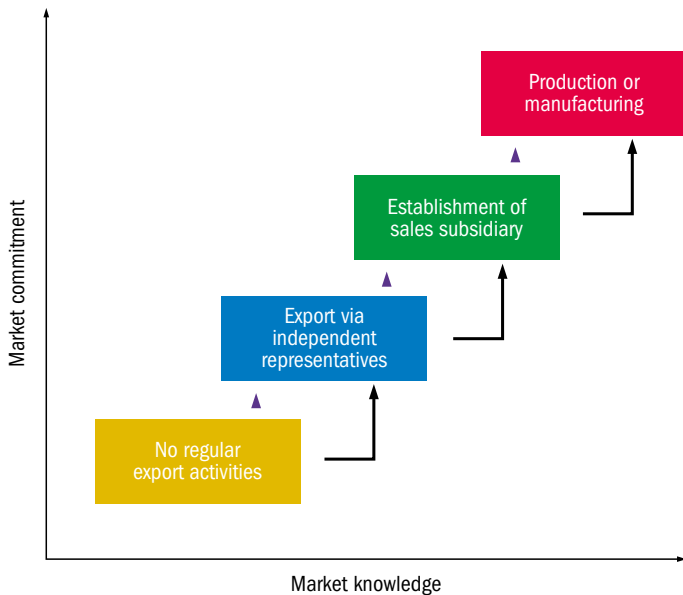 Production or
manufacturing
Establishment of
sales subsidiary
Export via
independent
representatives
No regular
export activities
Market commitment
Market knowledge